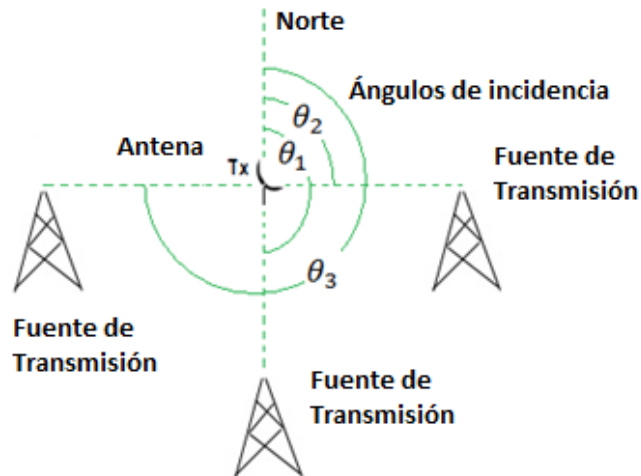 Norte
Ángulos de incidencia
θ2
Antena
Tx
θ1
Fuente de
Transmisión
θ3
Fuente de
Transmisión
Fuente de
Transmisión